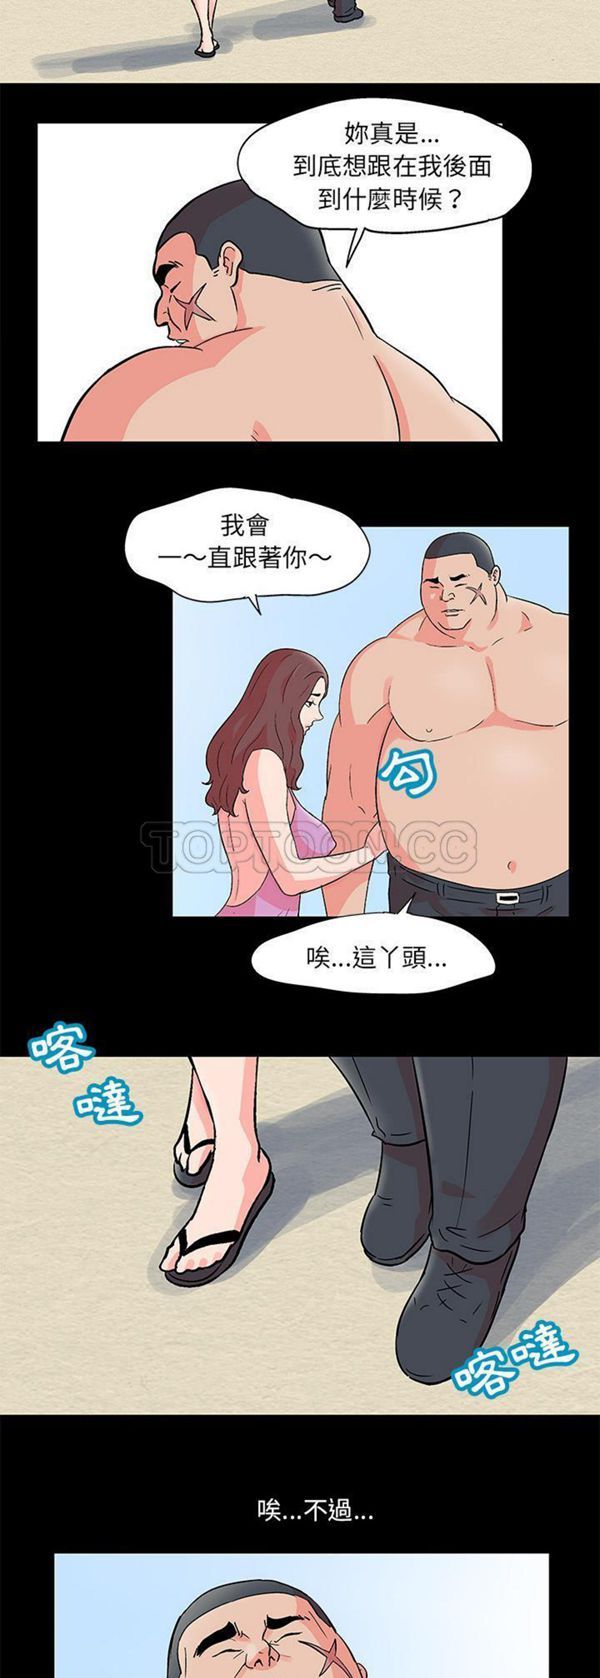 妳真是...
到底想跟在我後面
到什麼時候？
我會
一～直跟著你～
勾
TOPTOON.CC
唉...這丫頭...
喀
噠
喀噠
唉...不過...